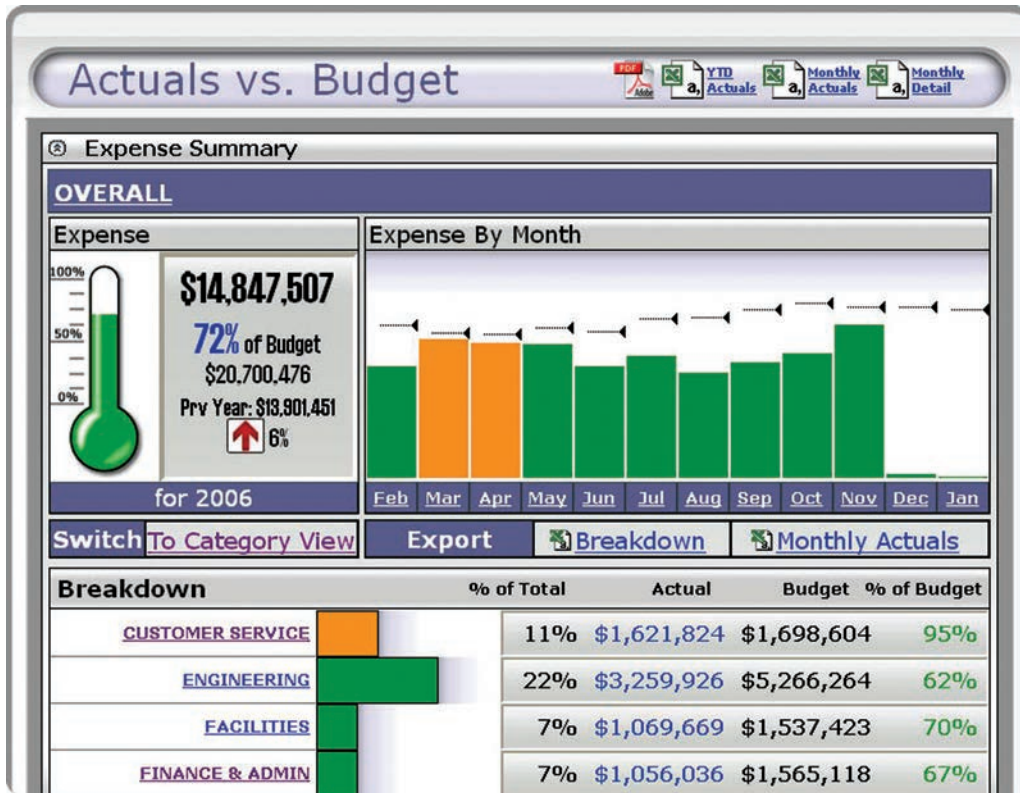 Actuals vs. Budget
PDF
Adobe
a,
YTD
Actuals
a,
Monthly
Actuals
a,
Monthly
Detail
Expense Summary
OVERALL
Expense
100%
50%
0%
$14,847,507
72% of Budget
$20,700,476
Prv Year: $13,901,451
6%
for 2006
Expense By Month
Feb Mar Apr May Jun Jul Aug Sep Oct Nov Dec Jan
Switch To Category View
Export Breakdown Monthly Actuals
Breakdown % of Total Actual Budget % of Budget
CUSTOMER SERVICE 11% $1,621,824 $1,698,604 95%
ENGINEERING 22% $3,259,926 $5,266,264 62%
FACILITIES 7% $1,069,669 $1,537,423 70%
FINANCE & ADMIN 7% $1,056,036 $1,565,118 67%